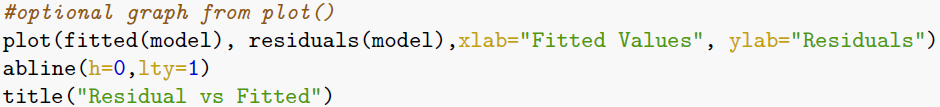 #optional graph from plot()
plot(fitted(model), residuals(model),xlab="Fitted Values", ylab="Residuals")
abline(h=0,lty=1)
title("Residual vs Fitted")